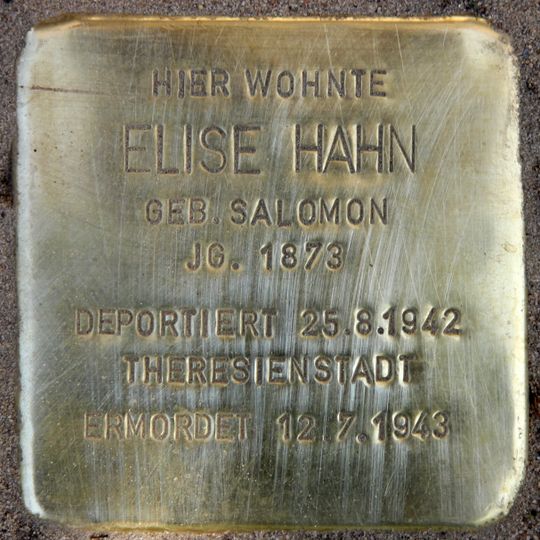 HIER WOHNTE
ELISE HAHN
GEB. SALOMON
JG. 1873
DEPORTIERT 25.8.1942
THERESIENSTADT
ERMORDET 12.7.1943